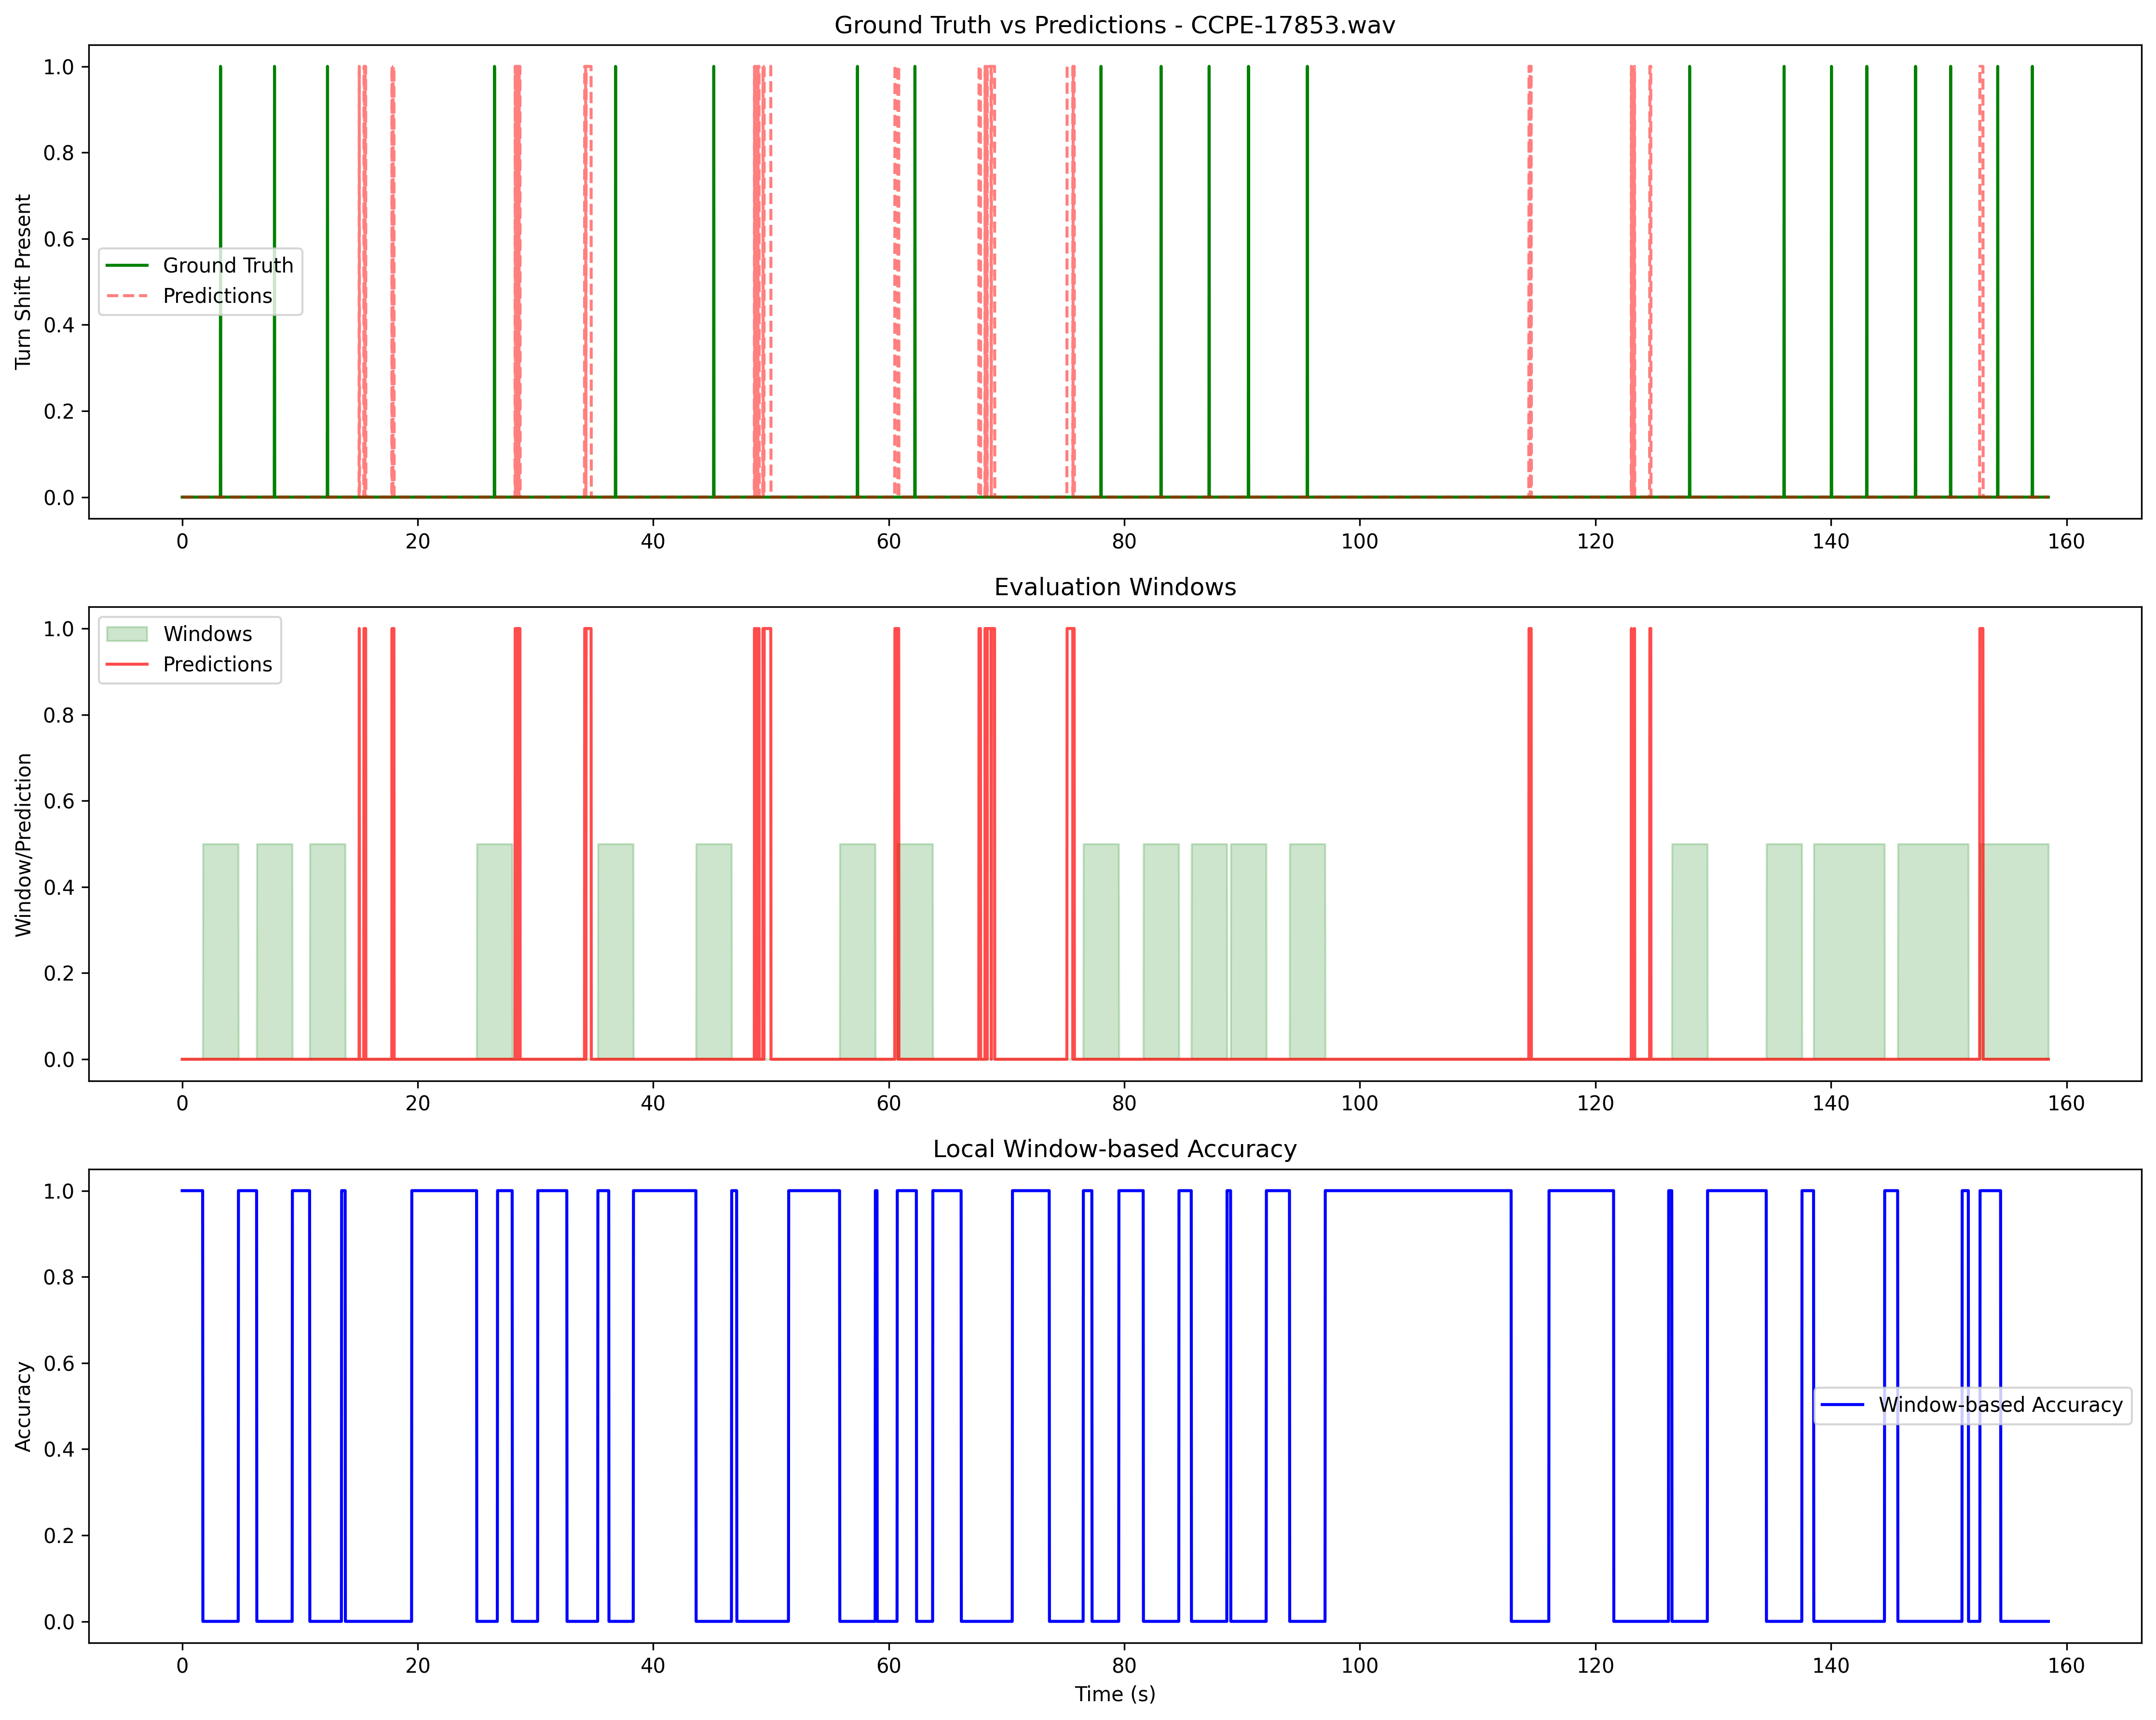 Ground Truth vs Predictions - CCPE-17853.wav
Turn Shift Present
1.0
0.8
0.6
0.4
0.2
0.0
Ground Truth
Predictions
0 20 40 60 80 100 120 140 160
Evaluation Windows
Window/Prediction
1.0
0.8
0.6
0.4
0.2
0.0
Windows
Predictions
0 20 40 60 80 100 120 140 160
Local Window-based Accuracy
Accuracy
1.0
0.8
0.6
0.4
0.2
0.0
Window-based Accuracy
0 20 40 60 80 100 120 140 160
Time (s)